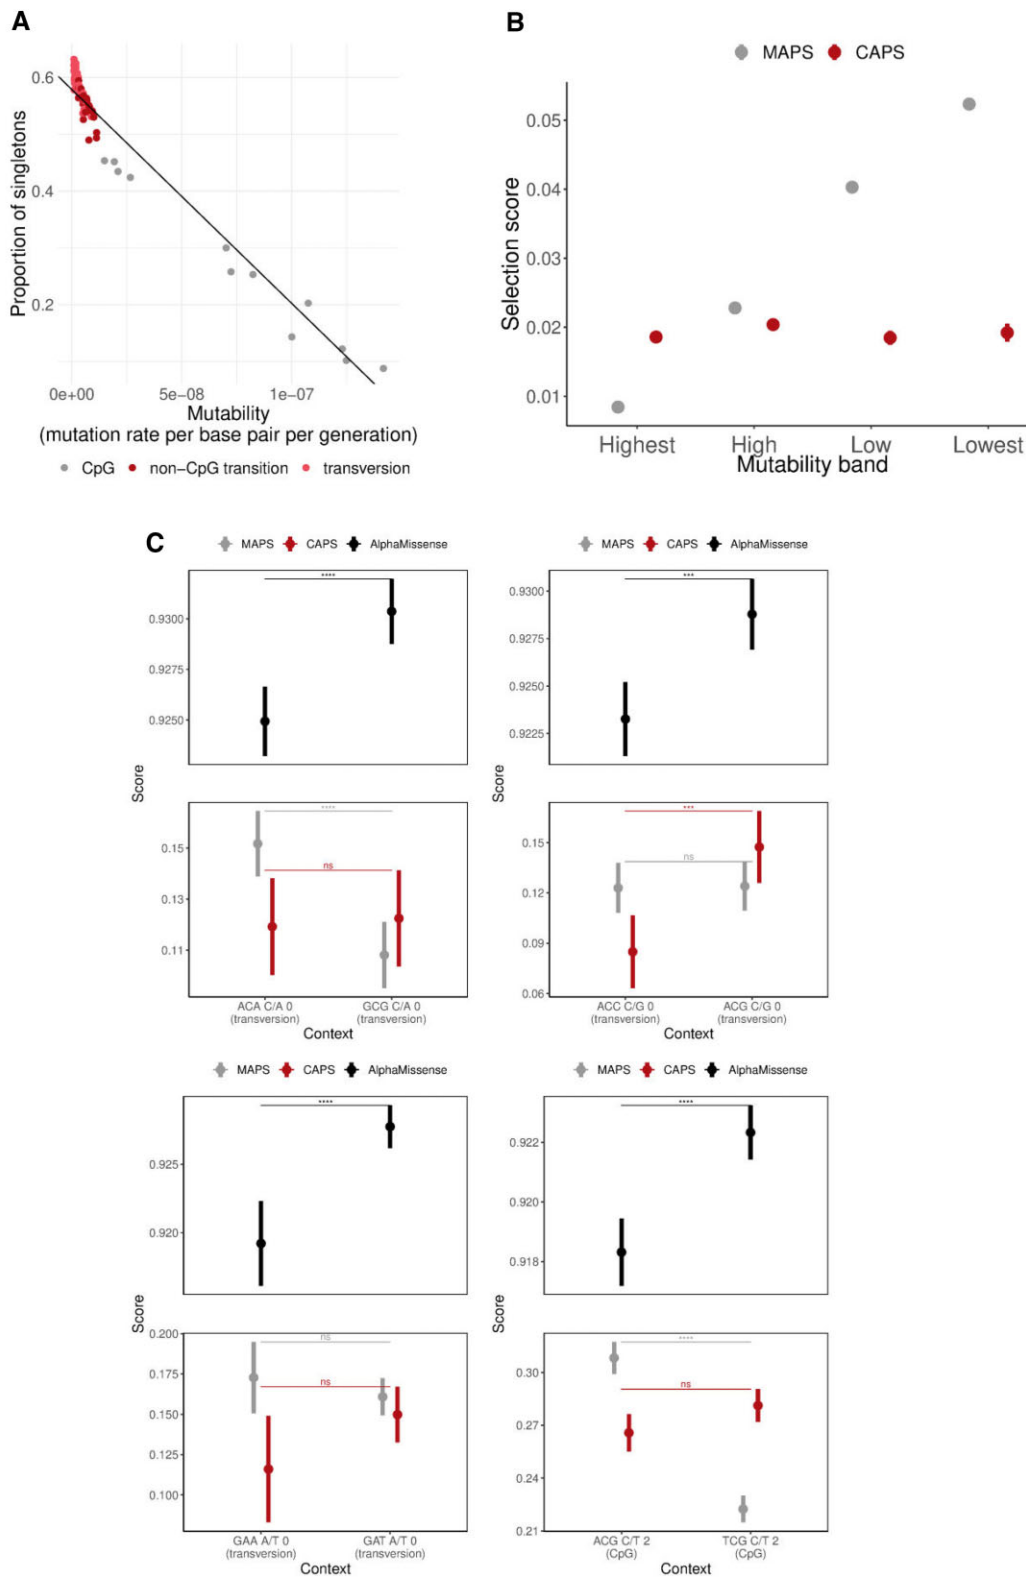 A
0.6
0.4
0.2
Proportion of singletons
0e+00
5e−08
1e−07
Mutability
(mutation rate per base pair per generation)
CpG
non−CpG transition
transversion
B
MAPS
CAPS
0.05
0.04
0.03
0.02
0.01
Selection score
Highest
High
Low
Lowest
Mutability band
C
MAPS
CAPS
AlphaMissense
****
0.9300
0.9275
0.9250
Score
****
ns
0.15
0.13
0.11
ACA C/A 0
(transversion)
GCG C/A 0
(transversion)
Context
MAPS
CAPS
AlphaMissense
***
0.9300
0.9275
0.9250
0.9225
Score
***
ns
0.15
0.12
0.09
0.06
ACC C/G 0
(transversion)
ACG C/G 0
(transversion)
Context
MAPS
CAPS
AlphaMissense
****
0.925
0.920
Score
ns
ns
0.200
0.175
0.150
0.125
0.100
GAA A/T 0
(transversion)
GAT A/T 0
(transversion)
Context
MAPS
CAPS
AlphaMissense
****
0.922
0.920
0.918
Score
****
ns
0.30
0.27
0.24
0.21
ACG C/T 2
(CpG)
TCG C/T 2
(CpG)
Context